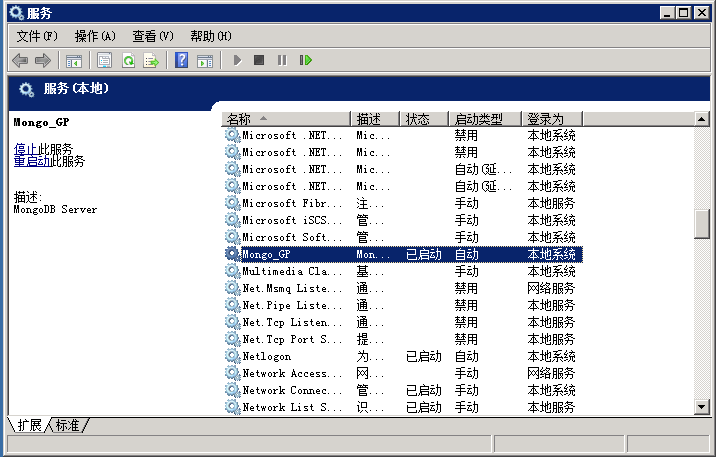 服务
文件(F) 操作(A) 查看(V) 帮助(H)
服务(本地)
Mongo_GP
停止此服务
重启动此服务
描述:
MongoDB Server
名称 描述 状态 启动类型 登录为
Microsoft .NET... Mic... 禁用 本地系统
Microsoft .NET... Mic... 禁用 本地系统
Microsoft .NET... Mic... 自动(延... 本地系统
Microsoft .NET... Mic... 自动(延... 本地系统
Microsoft Fibr... 注... 手动 本地服务
Microsoft iSCS... 管... 手动 本地系统
Microsoft Soft... 管... 手动 本地系统
Mongo_GP Mon... 已启动 自动 本地系统
Multimedia Cla... 基... 手动 本地系统
Net.Msmq Liste... 通... 禁用 网络服务
Net.Pipe Liste... 通... 禁用 本地服务
Net.Tcp Listen... 通... 禁用 本地服务
Net.Tcp Port S... 提... 禁用 本地服务
Netlogon 为... 已启动 自动 本地系统
Network Access... 网... 手动 网络服务
Network Connec... 管... 已启动 手动 本地系统
Network List S... 识... 已启动 手动 本地服务
扩展 标准